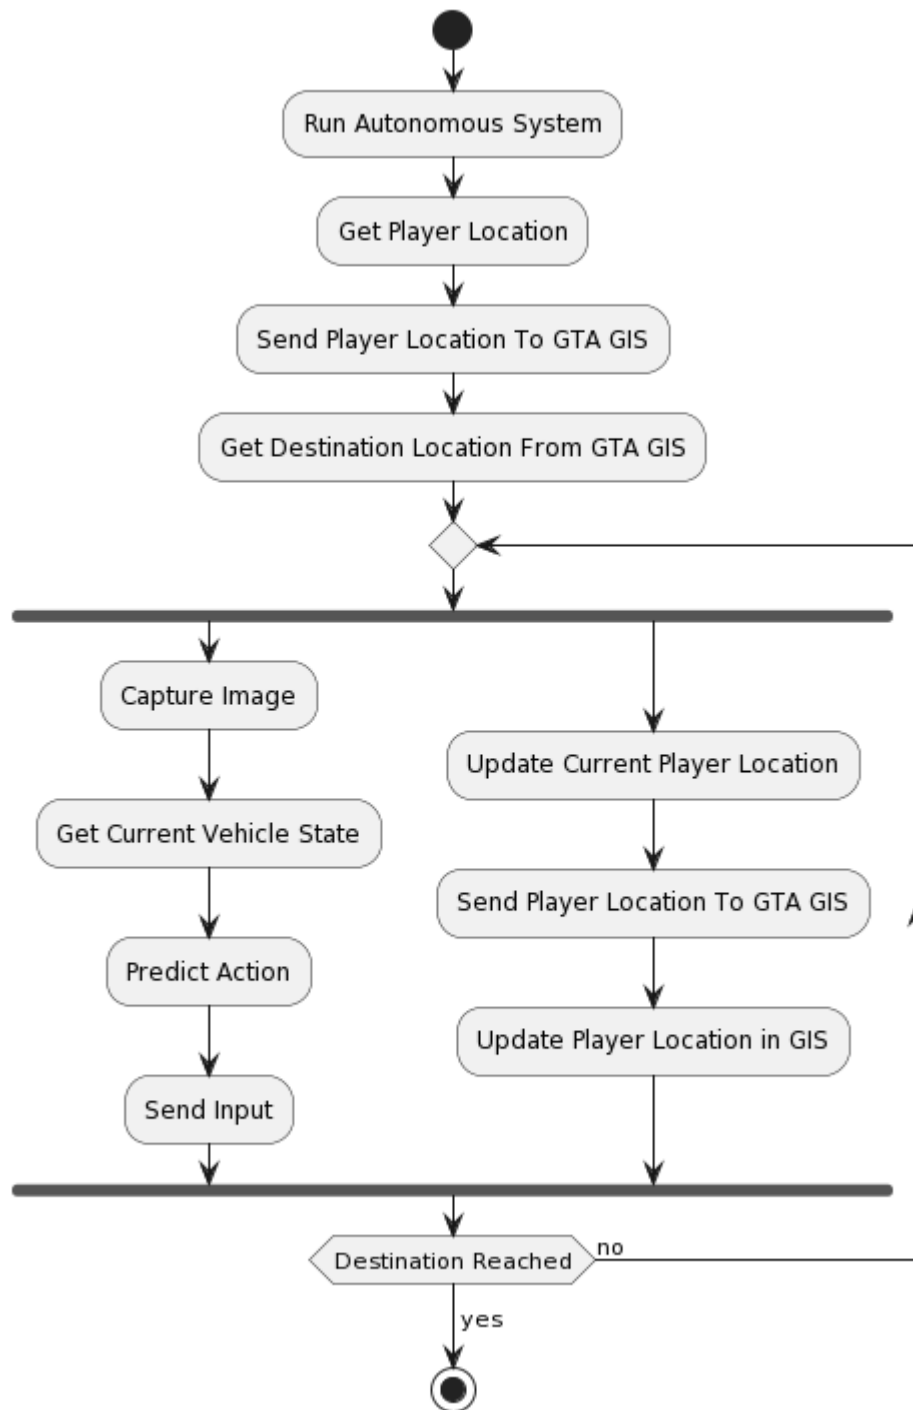 Run Autonomous System
Get Player Location
Send Player Location To GTA GIS
Get Destination Location From GTA GIS
Capture Image
Get Current Vehicle State
Predict Action
Send Input
Update Current Player Location
Send Player Location To GTA GIS
Update Player Location in GIS
Destination Reached
no
yes